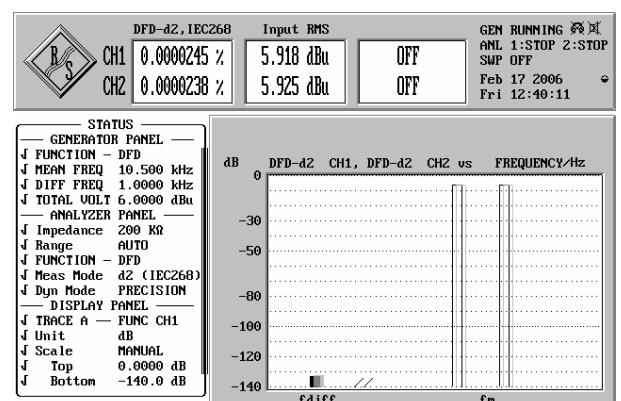 DFD-d2,IEC268 Input RMS
GEN RUNNING
R&S CH1 0.0000245 % 5.918 dBu OFF
ANL 1:STOP 2:STOP
SWP OFF
CH2 0.0000238 % 5.925 dBu OFF
Feb 17 2006
Fri 12:40:11
STATUS
GENERATOR PANEL
FUNCTION – DFD
MEAN FREQ 10.500 kHz
DIFF FREQ 1.0000 kHz
TOTAL VOLT 6.0000 dBu
ANALYZER PANEL
Impedance 200 KΩ
Range AUTO
FUNCTION – DFD
Meas Mode d2 (IEC268)
Dyn Mode PRECISION
DISPLAY PANEL
TRACE A — FUNC CH1
Unit dB
Scale MANUAL
Top 0.0000 dB
Bottom -140.0 dB
dB DFD-d2 CH1, DFD-d2 CH2 vs FREQUENCY/Hz
0
-30
-50
-80
-100
-120
-140
fdiff fm